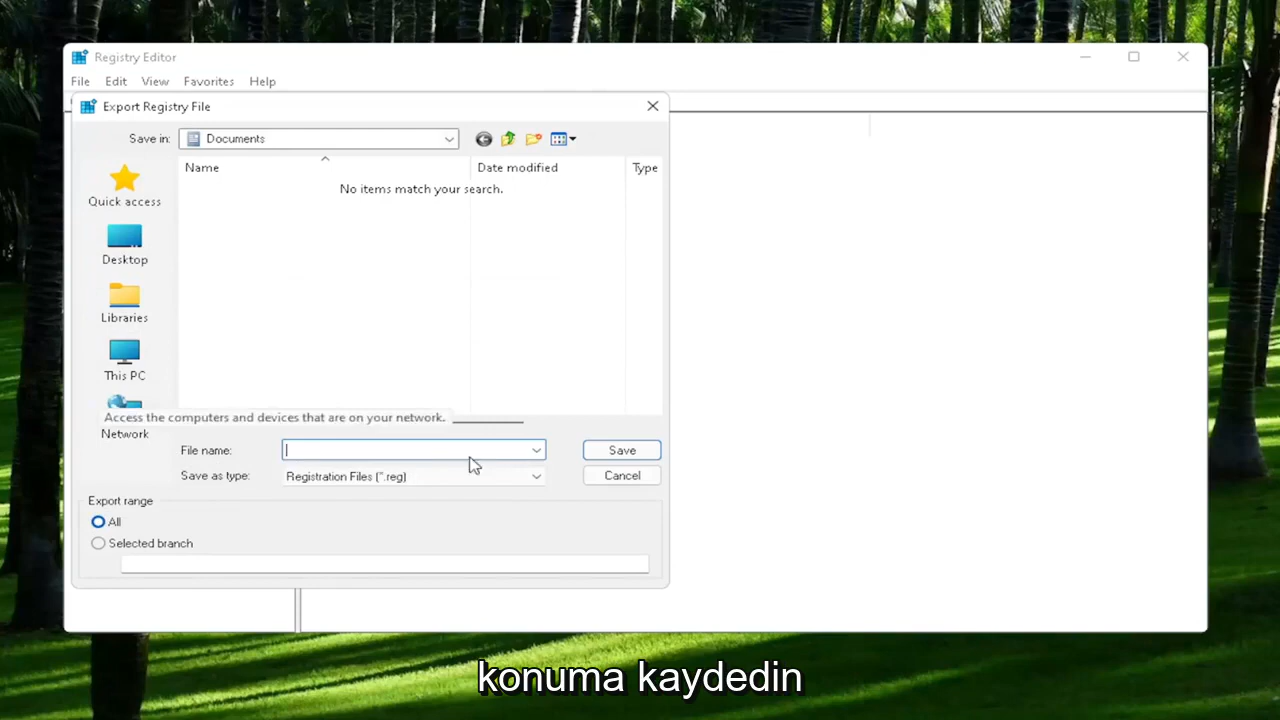 Registry Editor
File Edit View Favorites Help
Export Registry File
Save in: Documents
Name Date modified Type
No items match your search.
Quick access
Desktop
Libraries
This PC
Access the computers and devices that are on your network.
Network
File name: Save
Save as type: Registration Files (*.reg) Cancel
Export range
All
Selected branch
konuma kaydedin